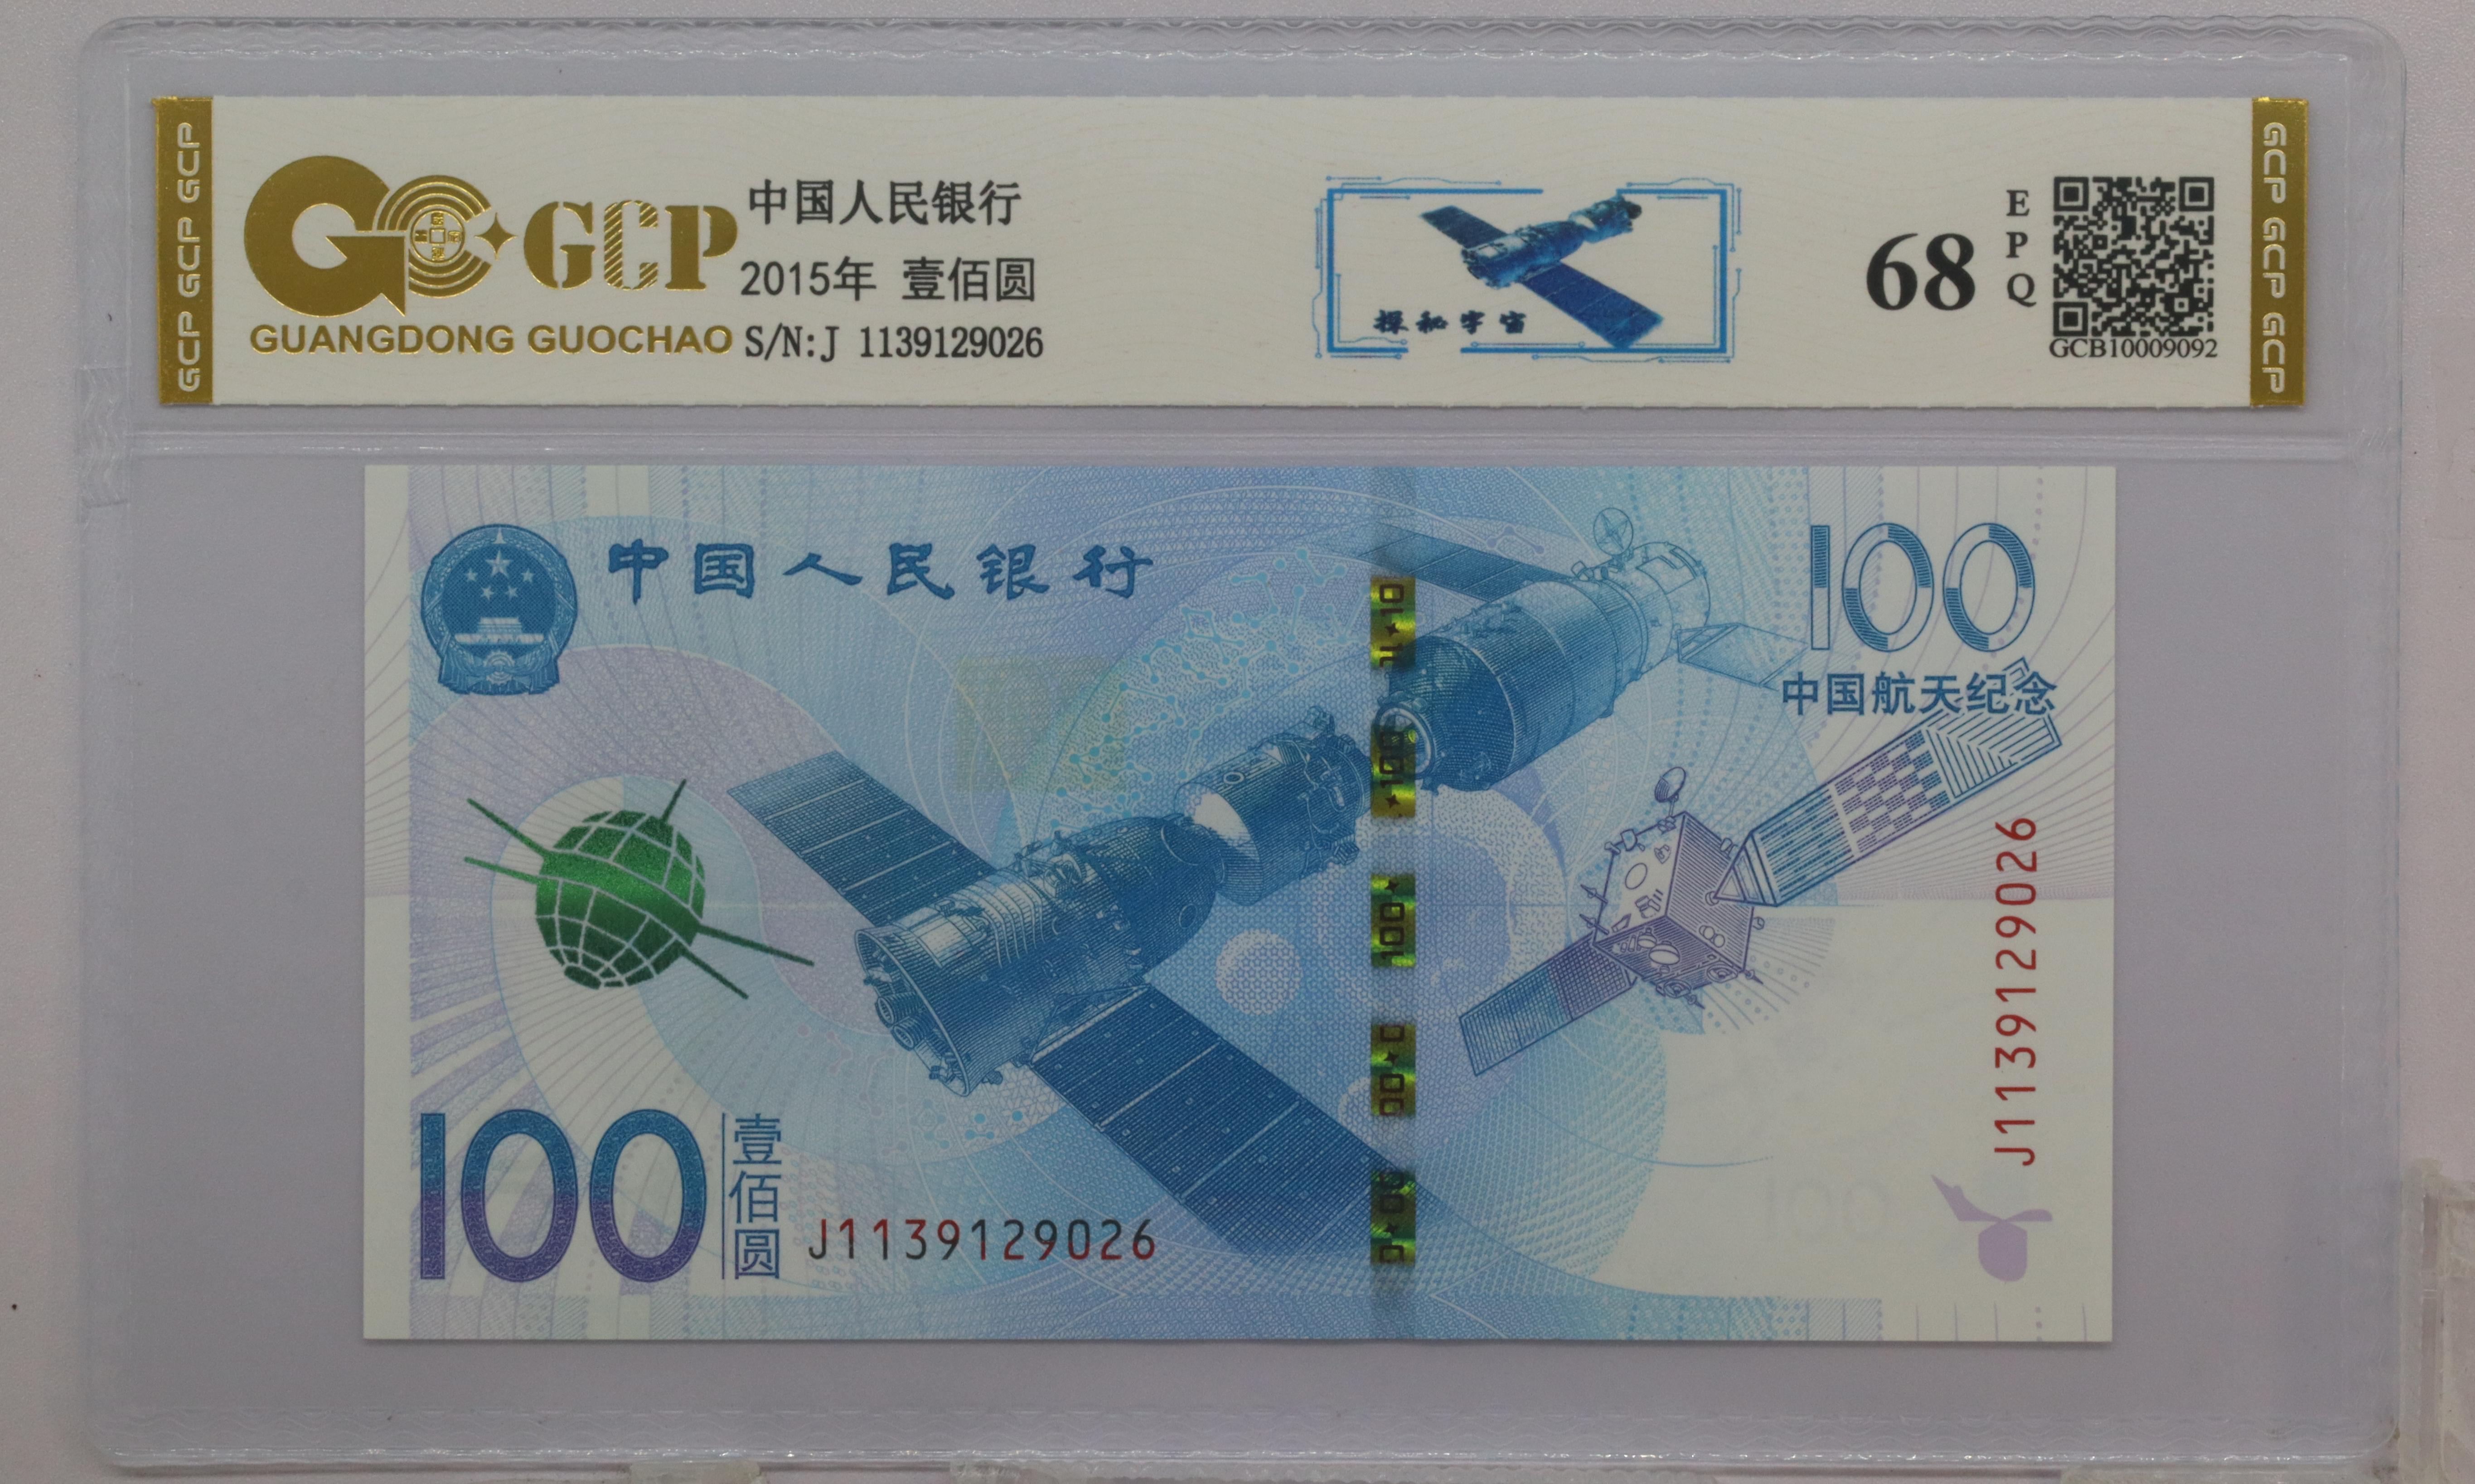 GCP GCP GCP GCP
GCP
GUANGDONG GUOCHAO
中国人民银行
2015年 壹佰圆
S/N:J 1139129026
探秘宇宙
68
EPQ
GCB10009092
GCP GCP GCP GCP
中国人民银行
100
中国航天纪念
J1139129026
100
壹佰圆
J1139129026